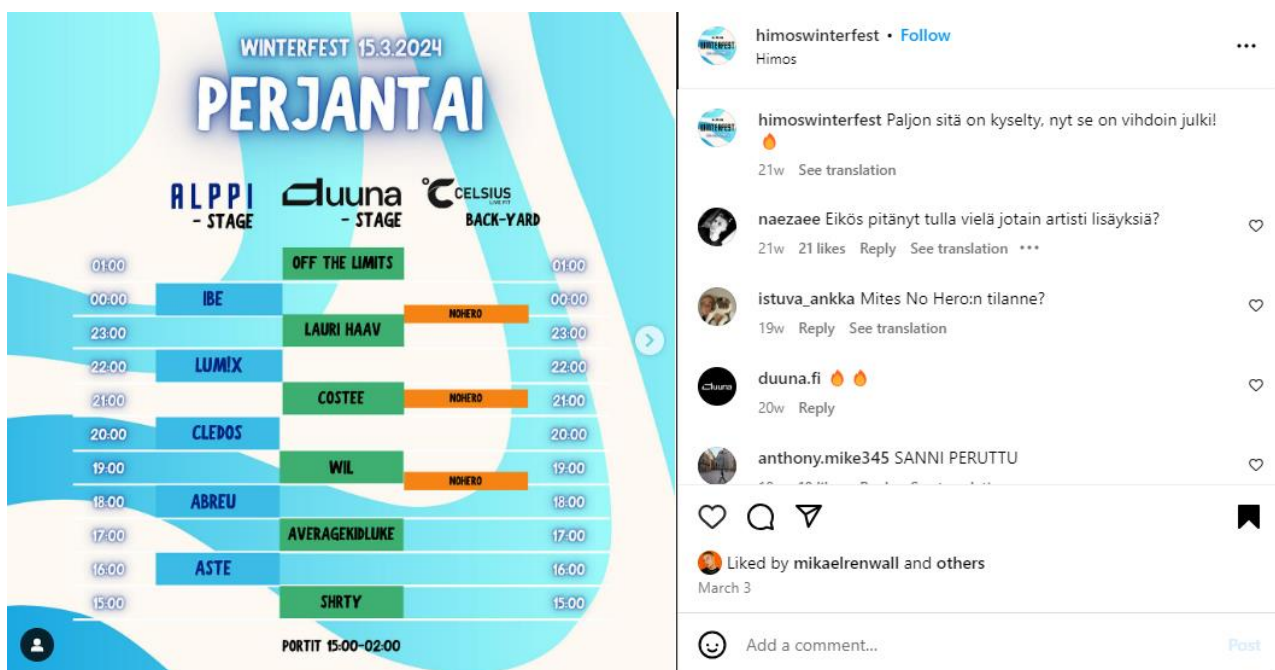 WINTERFEST 15.3.2024
PERJANTAI
ALPPI
- STAGE
duuna
- STAGE
°C CELSIUS
LIVE FIT
BACK-YARD
01:00 OFF THE LIMITS 01:00
00:00 IBE 00:00
NOHERO
23:00 LAURI HAAV 23:00
22:00 LUM!X 22:00
21:00 COSTEE NOHERO 21:00
20:00 CLEDOS 20:00
19:00 WIL 19:00
NOHERO
18:00 ABREU 18:00
17:00 AVERAGEKIDLUKE 17:00
16:00 ASTE 16:00
15:00 SHRTY 15:00
PORTIT 15:00-02:00
himoswinterfest • Follow
Himos
WINTERFEST
himoswinterfest Paljon sitä on kyselty, nyt se on vihdoin julki!
🔥
21w See translation
WINTERFEST
naezaee Eikös pitänyt tulla vielä jotain artisti lisäyksiä?
21w 21 likes Reply See translation
istuva_ankka Mites No Hero:n tilanne?
19w Reply See translation
duuna.fi 🔥 🔥
20w Reply
duuna
anthony.mike345 SANNI PERUTTU
Liked by mikaelrenwall and others
March 3
Add a comment...
Post